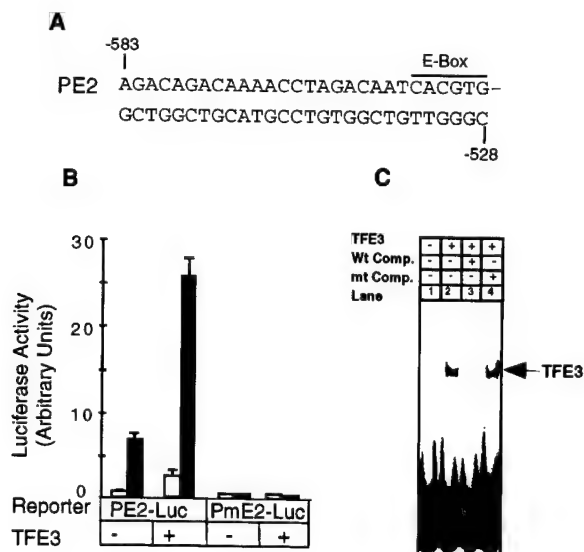 A
-583
E-Box
PE2 AGACAGACAAAACCTAGACAATCACGTG-
GCTGGCTGCATGCCTGTGGCTGTTGGGC
-528
B
30
20
10
0
Luciferase Activity
(Arbitrary Units)
Reporter PE2-Luc PmE2-Luc
TFE3 - + - +
C
TFE3 - + + +
Wt Comp. - - + -
mt Comp. - - - +
Lane 1 2 3 4
TFE3